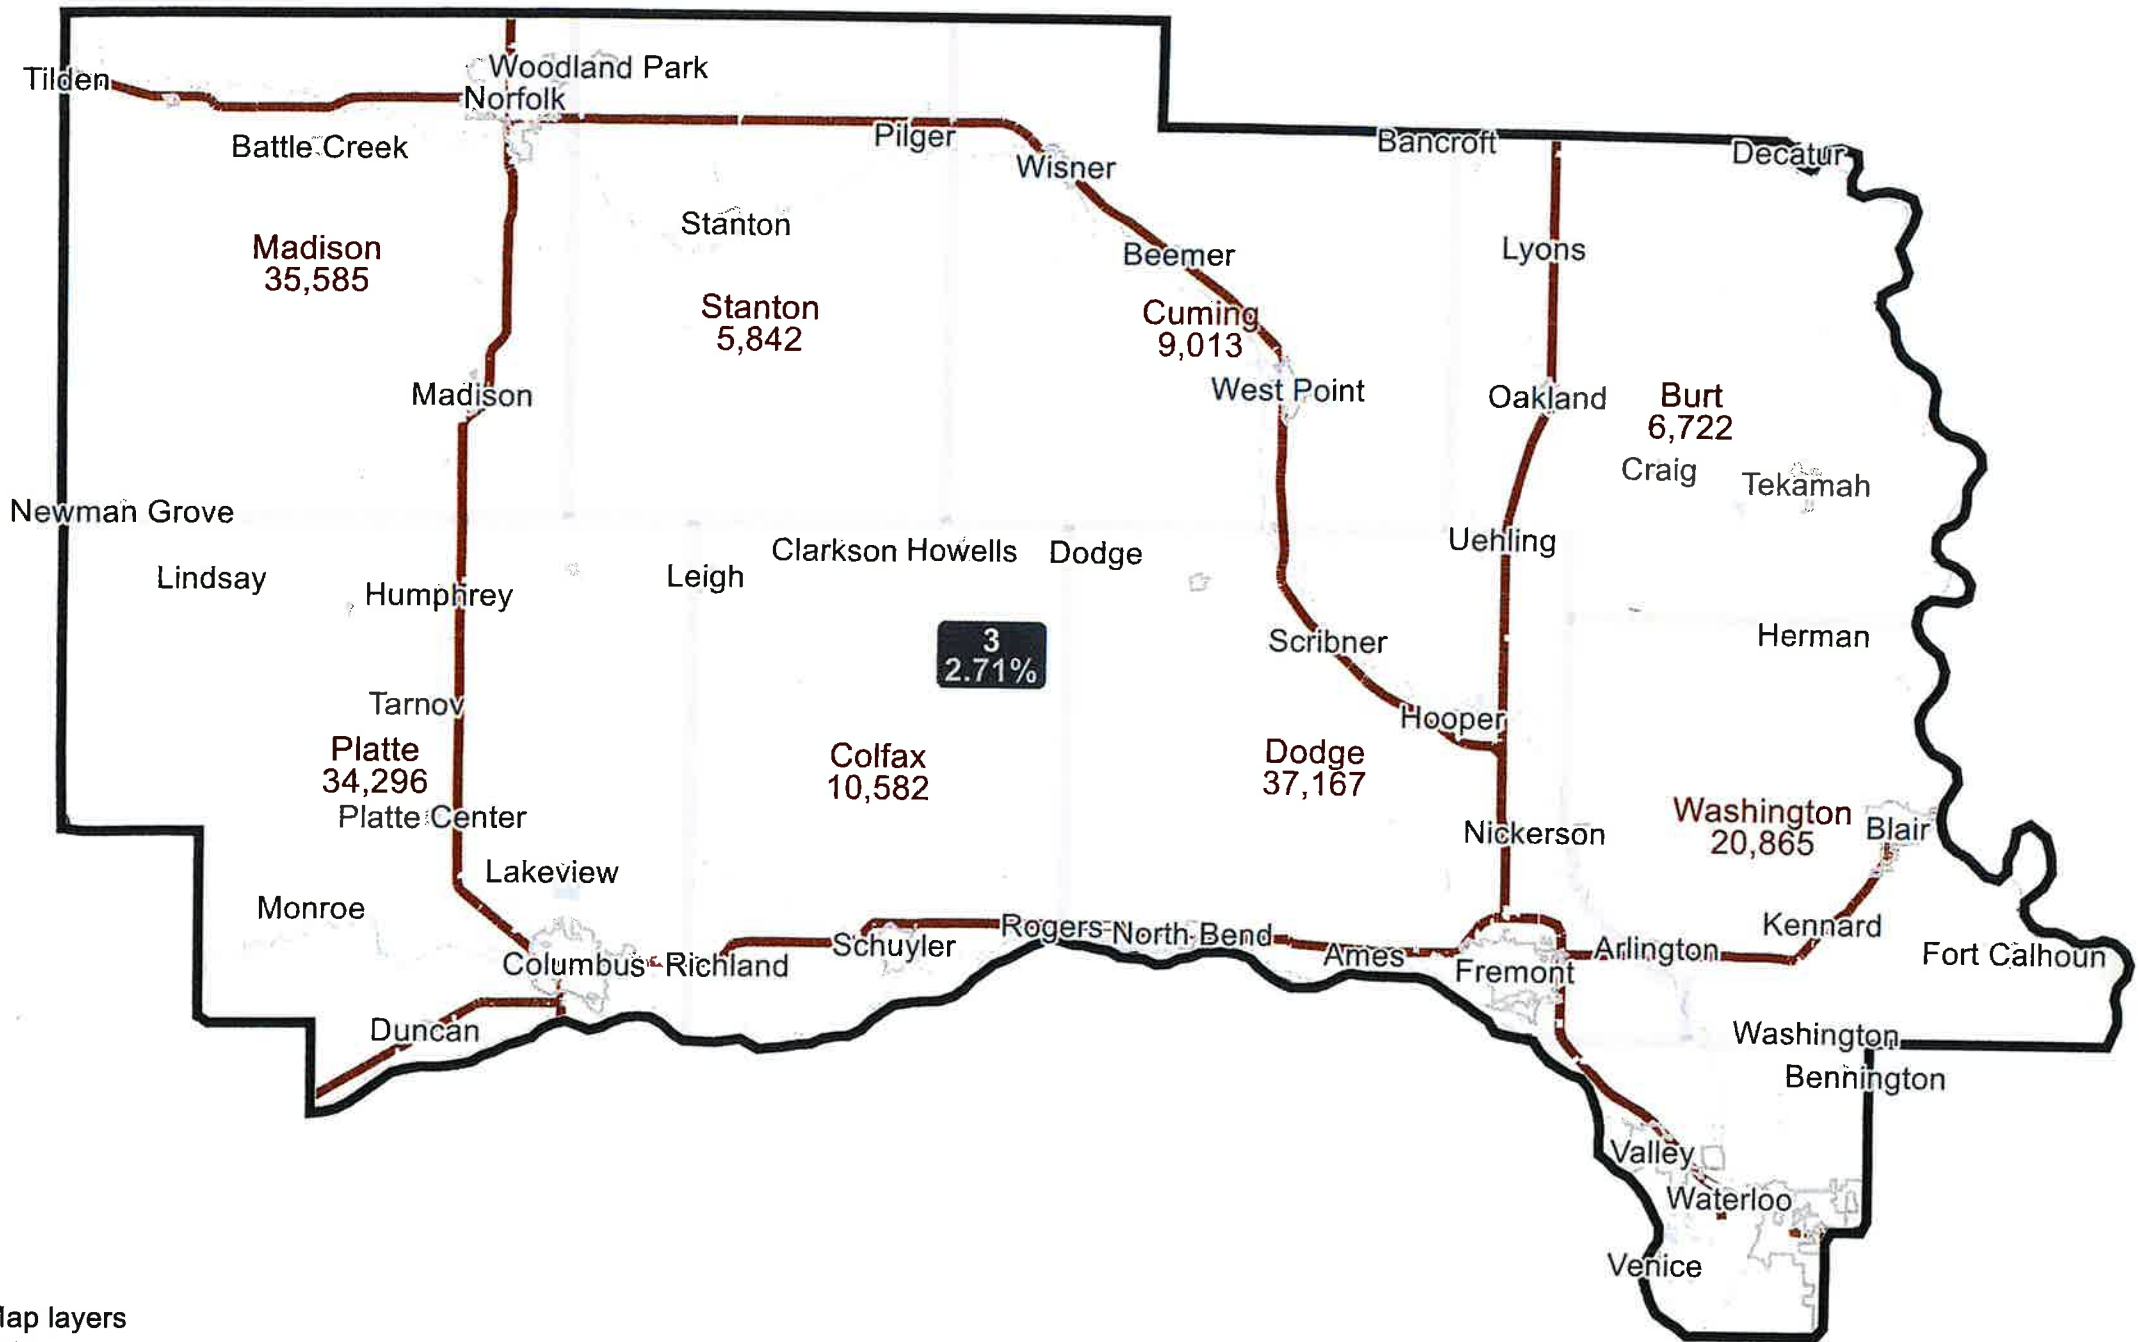 Woodland Park
Tilden
Norfolk
Pilger
Bancroft
Battle Creek
Wisner
Decatur
Stanton
Madison
35,585
Beemer
Lyons
Stanton
5,842
Cuming
9,013
Madison
West Point
Oakland
Burt
6,722
Craig
Tekamah
Newman Grove
Uehling
Clarkson Howells
Dodge
Lindsay
Leigh
Humphrey
3
2.71%
Scribner
Herman
Tarnov
Hooper
Platte
34,296
Colfax
10,582
Dodge
37,167
Platte Center
Washington
20,865
Blair
Nickerson
Lakeview
Monroe
Rogers
North Bend
Kennard
Schuyler
Ames
Arlington
Fort Calhoun
Columbus
Richland
Fremont
Duncan
Washington
Bennington
Valley
Waterloo
Venice
Map layers